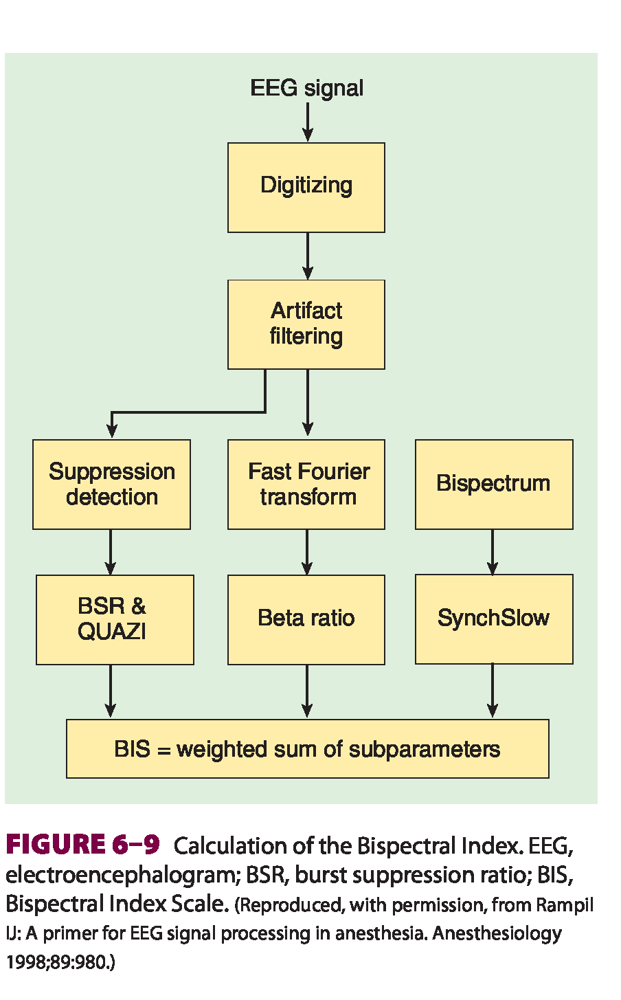 EEG signal
Digitizing
Artifact
filtering
Suppression
detection
Fast Fourier
transform
Bispectrum
BSR &
QUAZI
Beta ratio
SynchSlow
BIS = weighted sum of subparameters
FIGURE 6–9 Calculation of the Bispectral Index. EEG,
electroencephalogram; BSR, burst suppression ratio; BIS,
Bispectral Index Scale. (Reproduced, with permission, from Rampil
IJ: A primer for EEG signal processing in anesthesia. Anesthesiology
1998;89:980.)